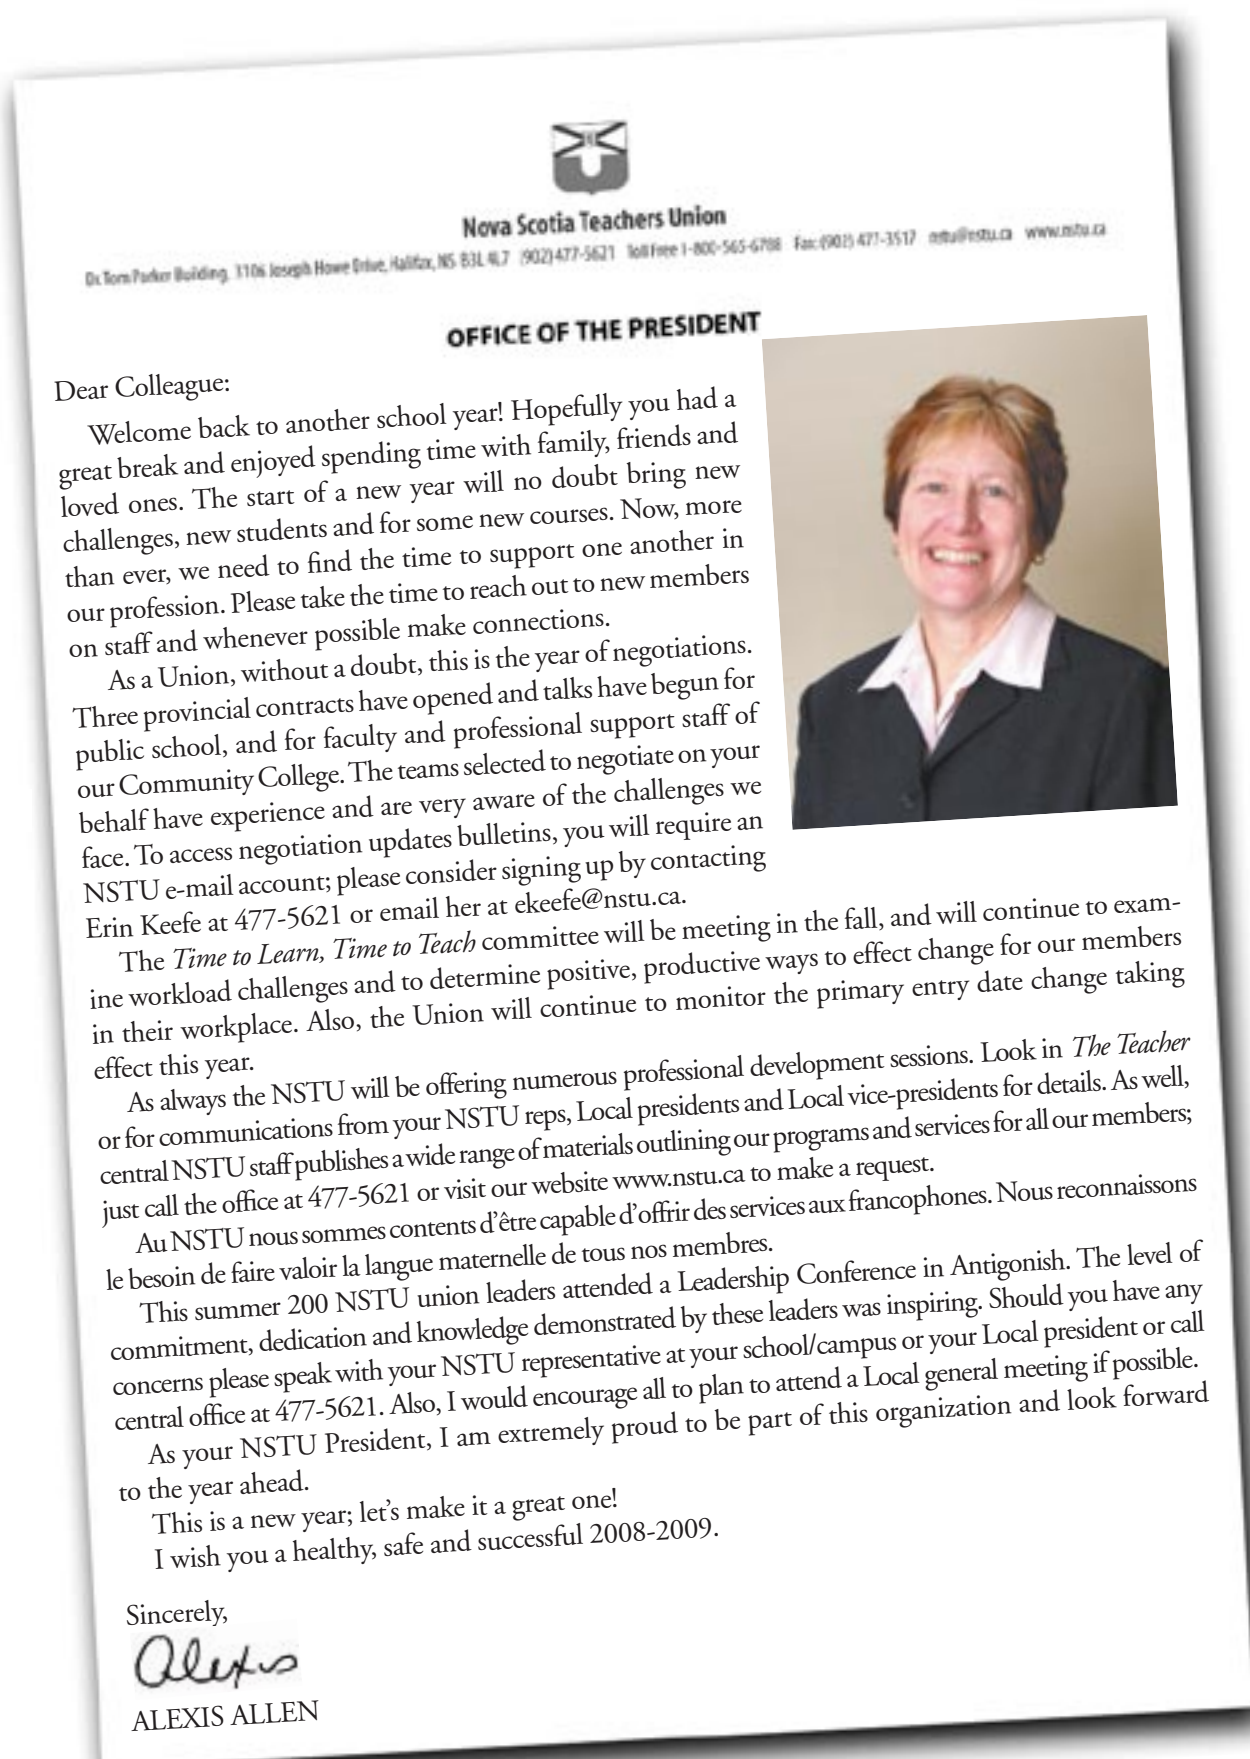 Nova Scotia Teachers Union
Dr. Tom Parker Building, 3106 Joseph Howe Drive, Halifax, NS B3L 4L7 (902) 477-5621 Toll Free 1-800-565-6788 Fax: (902) 477-3517 nstu@nstu.ca www.nstu.ca
OFFICE OF THE PRESIDENT
Dear Colleague:
Welcome back to another school year! Hopefully you had a
great break and enjoyed spending time with family, friends and
loved ones. The start of a new year will no doubt bring new
challenges, new students and for some new courses. Now, more
than ever, we need to find the time to support one another in
our profession. Please take the time to reach out to new members
on staff and whenever possible make connections.
As a Union, without a doubt, this is the year of negotiations.
Three provincial contracts have opened and talks have begun for
public school, and for faculty and professional support staff of
our Community College. The teams selected to negotiate on your
behalf have experience and are very aware of the challenges we
face. To access negotiation updates bulletins, you will require an
NSTU e-mail account; please consider signing up by contacting
Erin Keefe at 477-5621 or email her at ekeefe@nstu.ca.
The Time to Learn, Time to Teach committee will be meeting in the fall, and will continue to exam-
ine workload challenges and to determine positive, productive ways to effect change for our members
in their workplace. Also, the Union will continue to monitor the primary entry date change taking
effect this year.
As always the NSTU will be offering numerous professional development sessions. Look in The Teacher
or for communications from your NSTU reps, Local presidents and Local vice-presidents for details. As well,
central NSTU staff publishes a wide range of materials outlining our programs and services for all our members;
just call the office at 477-5621 or visit our website www.nstu.ca to make a request.
Au NSTU nous sommes contents d'être capable d'offrir des services aux francophones. Nous reconnaissons
le besoin de faire valoir la langue maternelle de tous nos membres.
This summer 200 NSTU union leaders attended a Leadership Conference in Antigonish. The level of
commitment, dedication and knowledge demonstrated by these leaders was inspiring. Should you have any
concerns please speak with your NSTU representative at your school/campus or your Local president or call
central office at 477-5621. Also, I would encourage all to plan to attend a Local general meeting if possible.
As your NSTU President, I am extremely proud to be part of this organization and look forward
to the year ahead.
This is a new year; let's make it a great one!
I wish you a healthy, safe and successful 2008-2009.
Sincerely,
Alexis
ALEXIS ALLEN